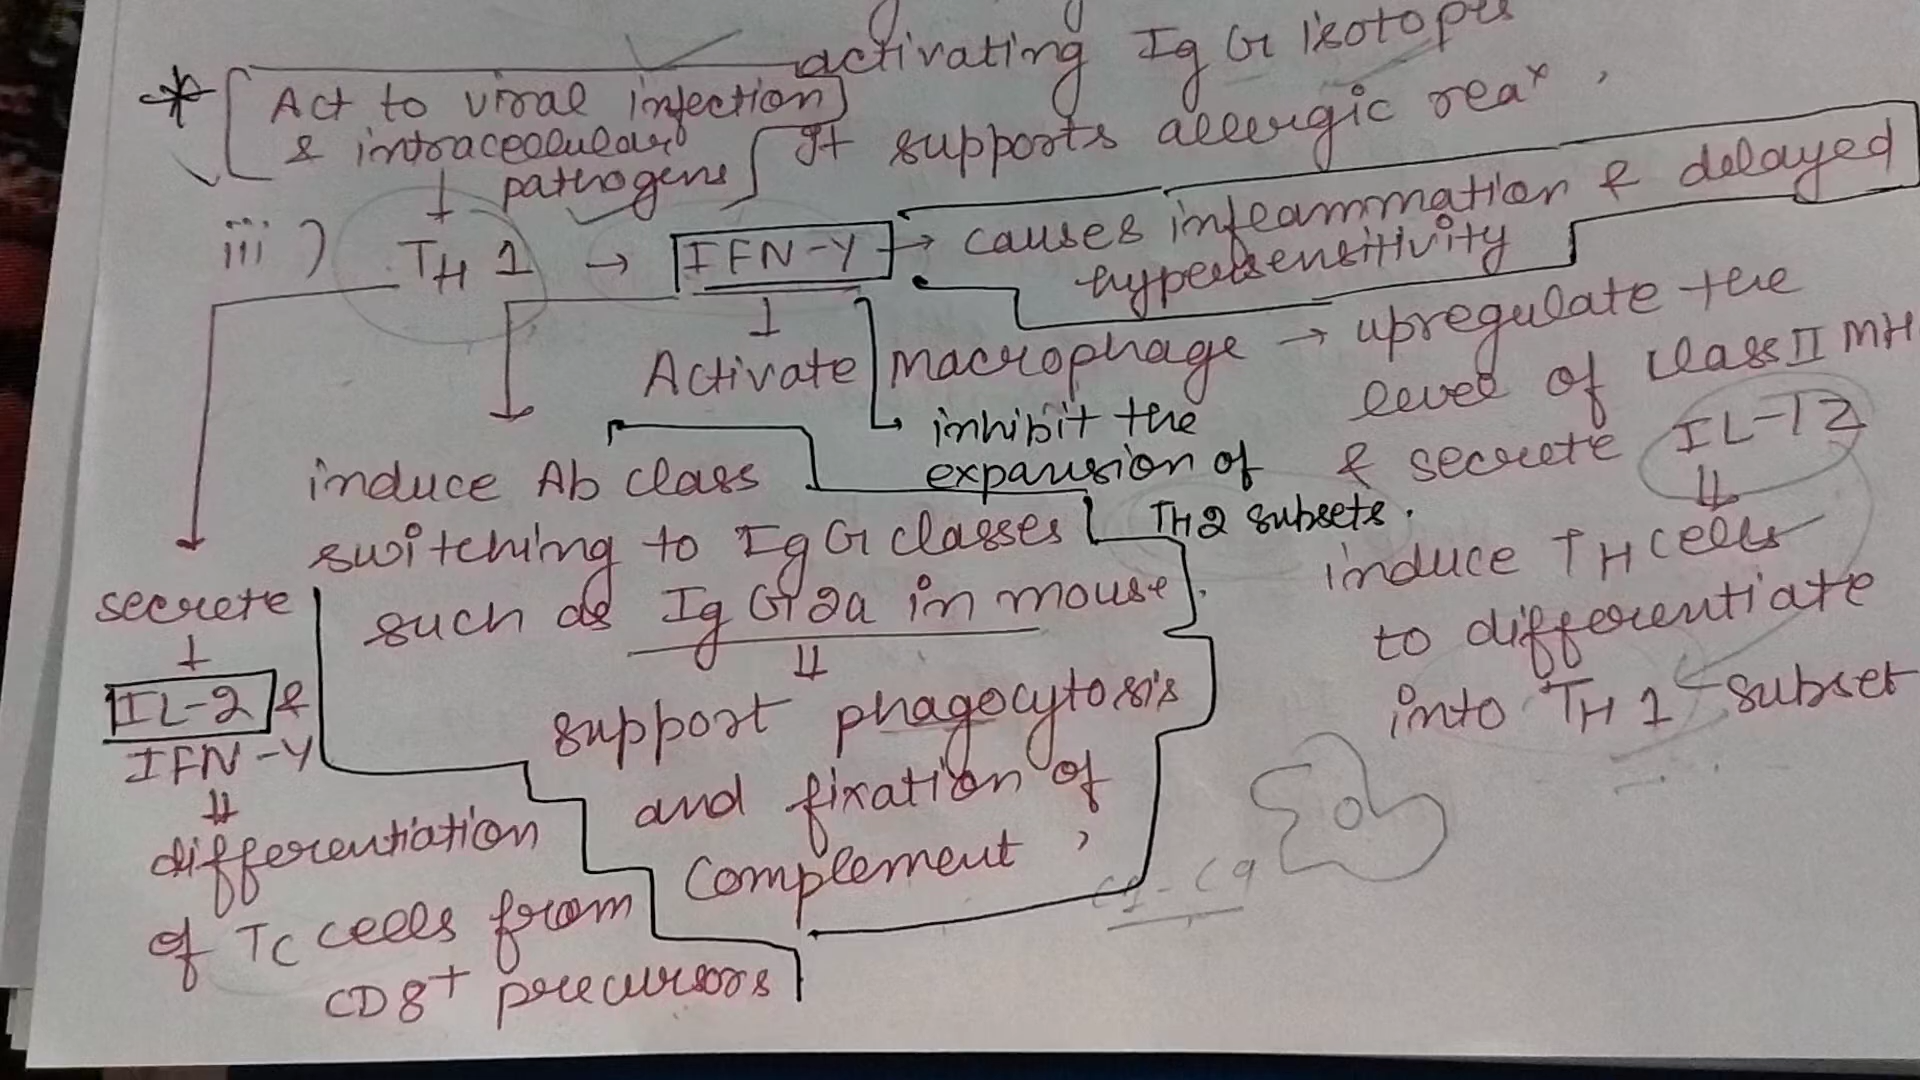 activating IgG isotope
* Act to viral infection
& intracellular
pathogens
It supports allergic reaˣ,
iii) TH 1 → IFN-γ → causes inflammation & delayed
hypersensitivity
Activate macrophage → upregulate the
level of class II MH
& secrete IL-12
induce TH cells
to differentiate
into TH 1 subset
inhibit the
expansion of
TH2 subsets.
induce Ab class
switching to IgG classes
such as IgG2a in mouse.
support phagocytosis
and fixation of
complement,
C1-C9
secrete
IL-2 &
IFN-γ
differentiation
of TC cells from
CD8+ precursors